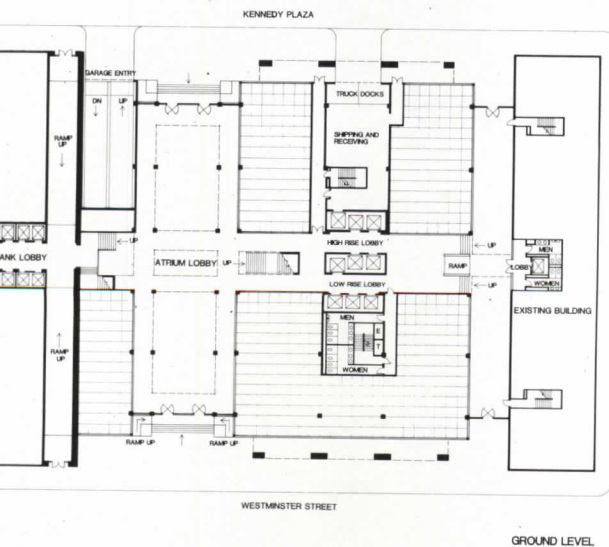 KENNEDY PLAZA
GARAGE ENTRY
DN
UP
TRUCK DOCKS
RAMP
UP
SHIPPING AND
RECEIVING
UP
HIGH RISE LOBBY
UP
MEN
ANK LOBBY
ATRIUM LOBBY
UP
RAMP
LOBBY
LOW RISE LOBBY
UP
WOMEN
MEN
EXISTING BUILDING
E
T
RAMP
UP
WOMEN
RAMP UP
RAMP UP
WESTMINSTER STREET
GROUND LEVEL